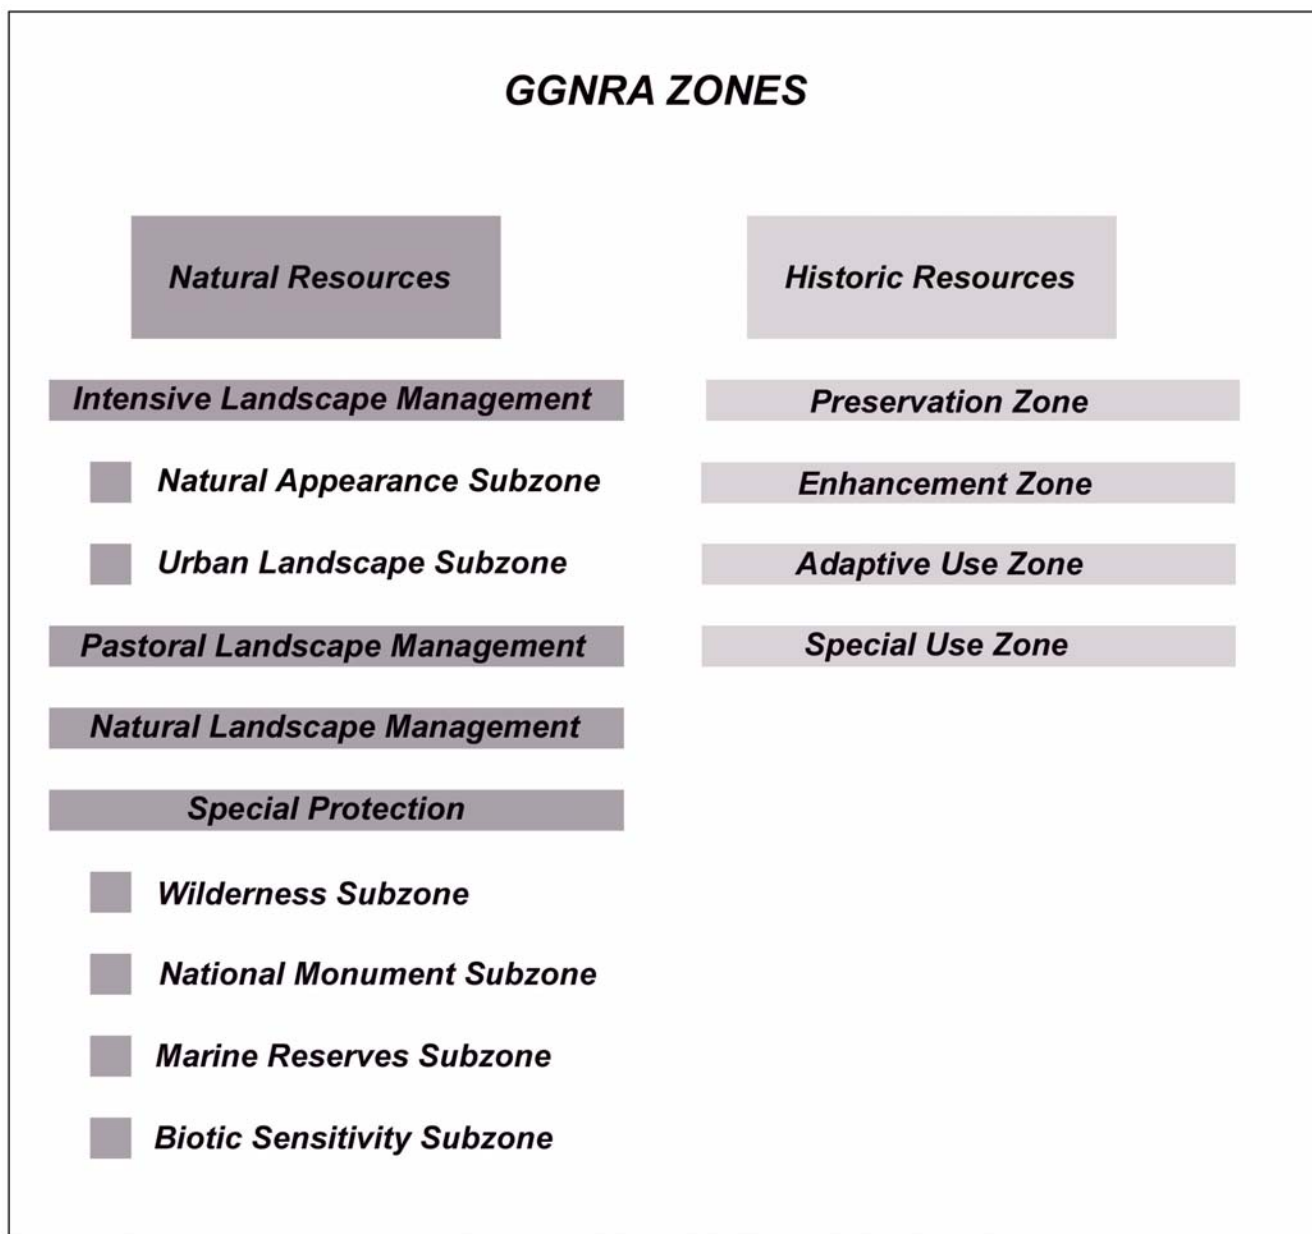 GGNRA ZONES
Natural Resources
Intensive Landscape Management
Natural Appearance Subzone
Urban Landscape Subzone
Pastoral Landscape Management
Natural Landscape Management
Special Protection
Wilderness Subzone
National Monument Subzone
Marine Reserves Subzone
Biotic Sensitivity Subzone
Historic Resources
Preservation Zone
Enhancement Zone
Adaptive Use Zone
Special Use Zone